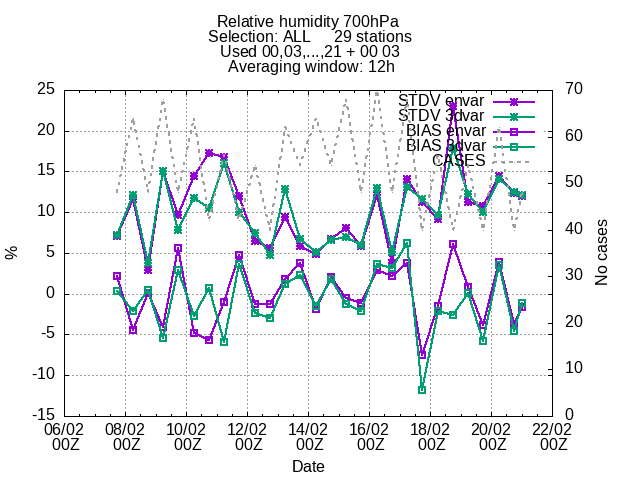 Relative humidity 700hPa
Selection: ALL 29 stations
Used 00,03,...,21 + 00 03
Averaging window: 12h
25 70
STDV envar
STDV 3dvar
BIAS envar
BIAS 3dvar
CASES
20 60
15 50
10 40
5 30
0
-5 20
-10 10
-15 0
%
No cases
06/02 08/02 10/02 12/02 14/02 16/02 18/02 20/02 22/02
00Z 00Z 00Z 00Z 00Z 00Z 00Z 00Z 00Z
Date